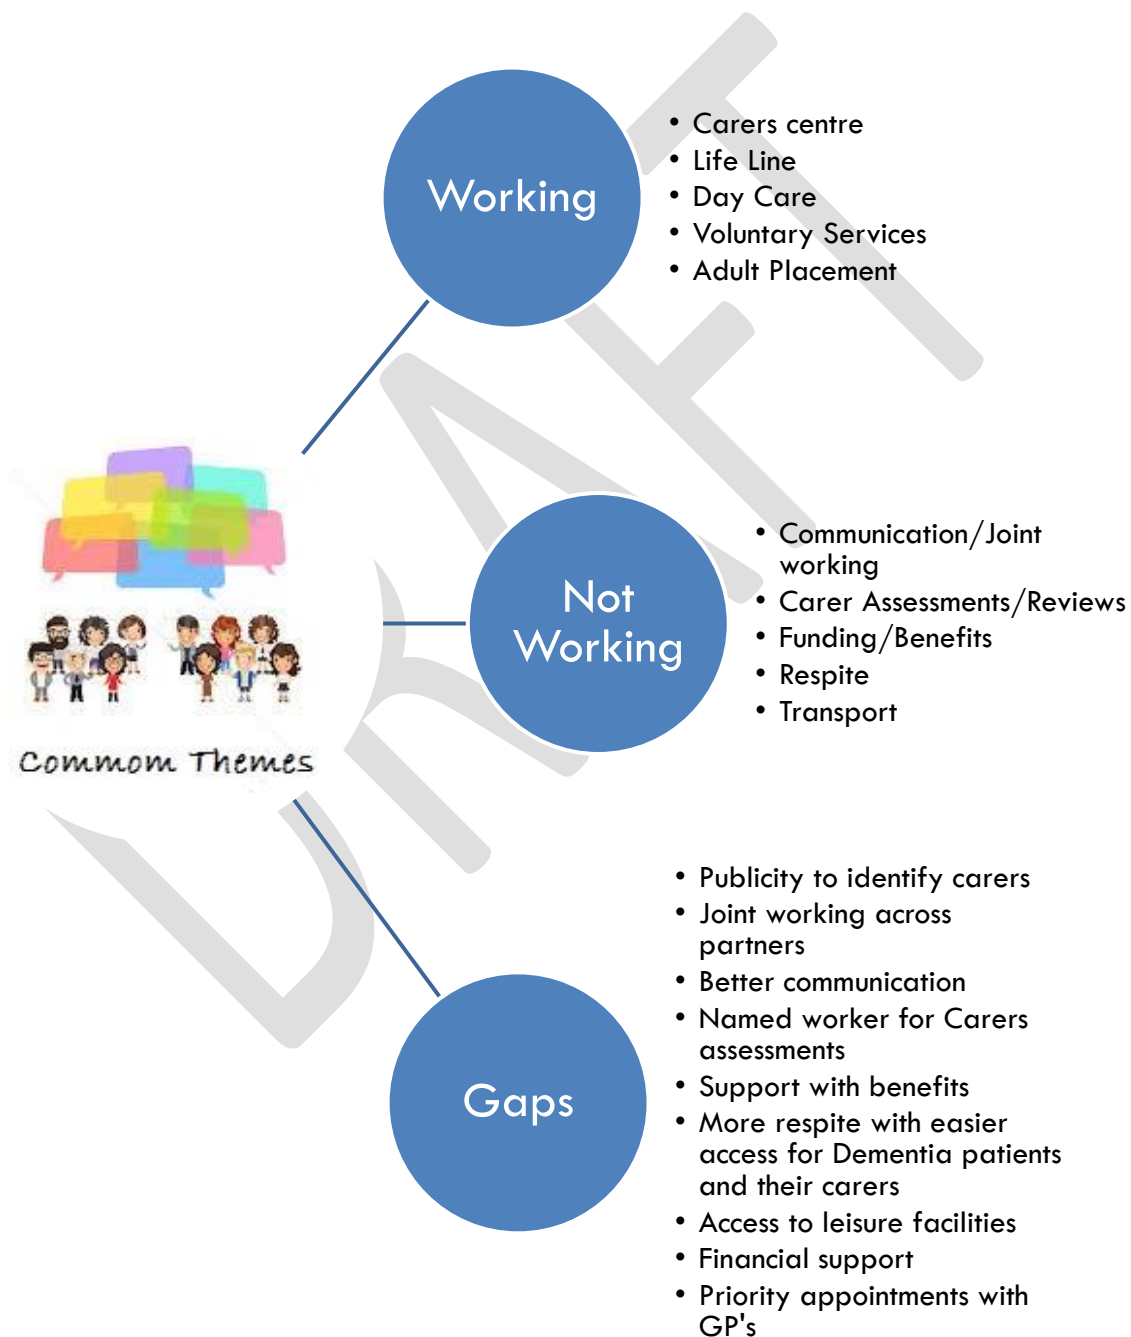 Working
• Carers centre
• Life Line
• Day Care
• Voluntary Services
• Adult Placement
Commom Themes
Not
Working
• Communication/Joint
working
• Carer Assessments/Reviews
• Funding/Benefits
• Respite
• Transport
Gaps
• Publicity to identify carers
• Joint working across
partners
• Better communication
• Named worker for Carers
assessments
• Support with benefits
• More respite with easier
access for Dementia patients
and their carers
• Access to leisure facilities
• Financial support
• Priority appointments with
GP's
DRAFT